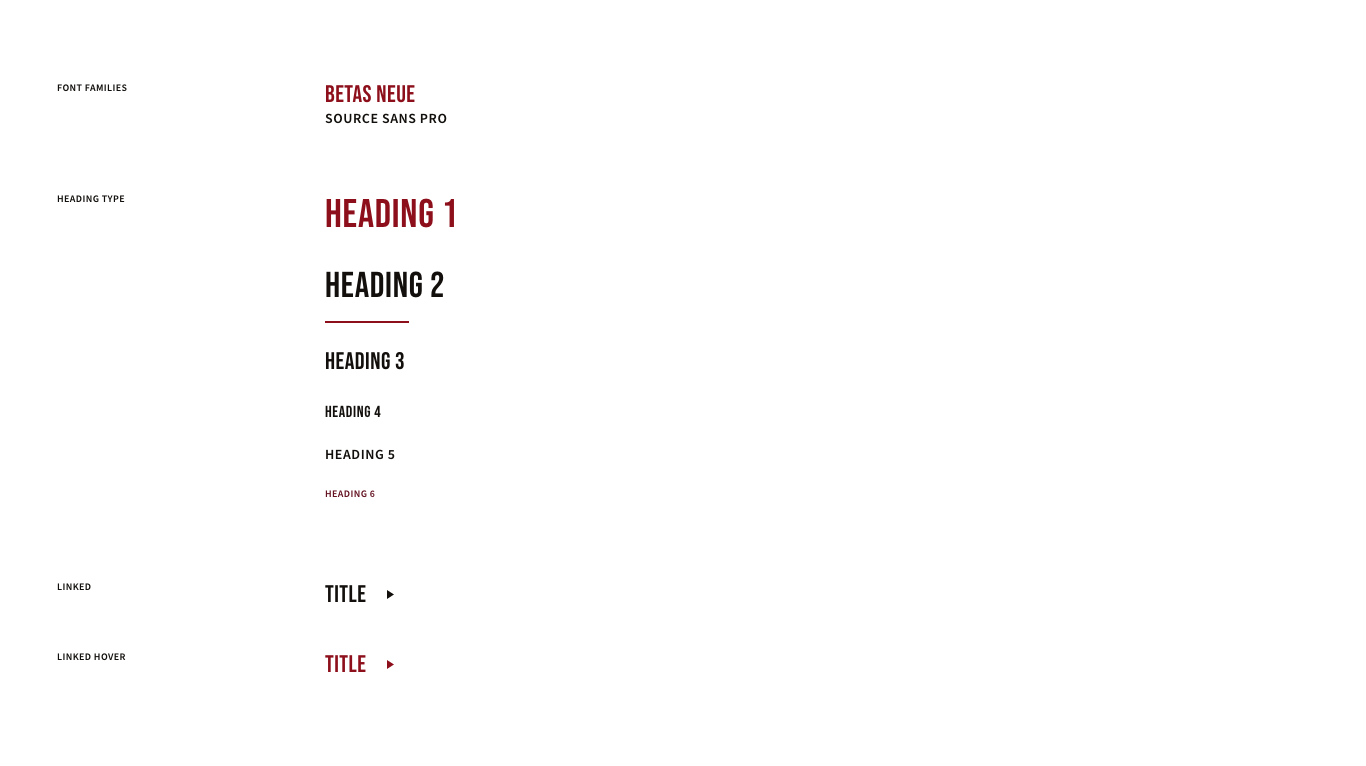 FONT FAMILIES
BETAS NEUE
SOURCE SANS PRO
HEADING TYPE
HEADING 1
HEADING 2
HEADING 3
HEADING 4
HEADING 5
HEADING 6
LINKED
TITLE
LINKED HOVER
TITLE